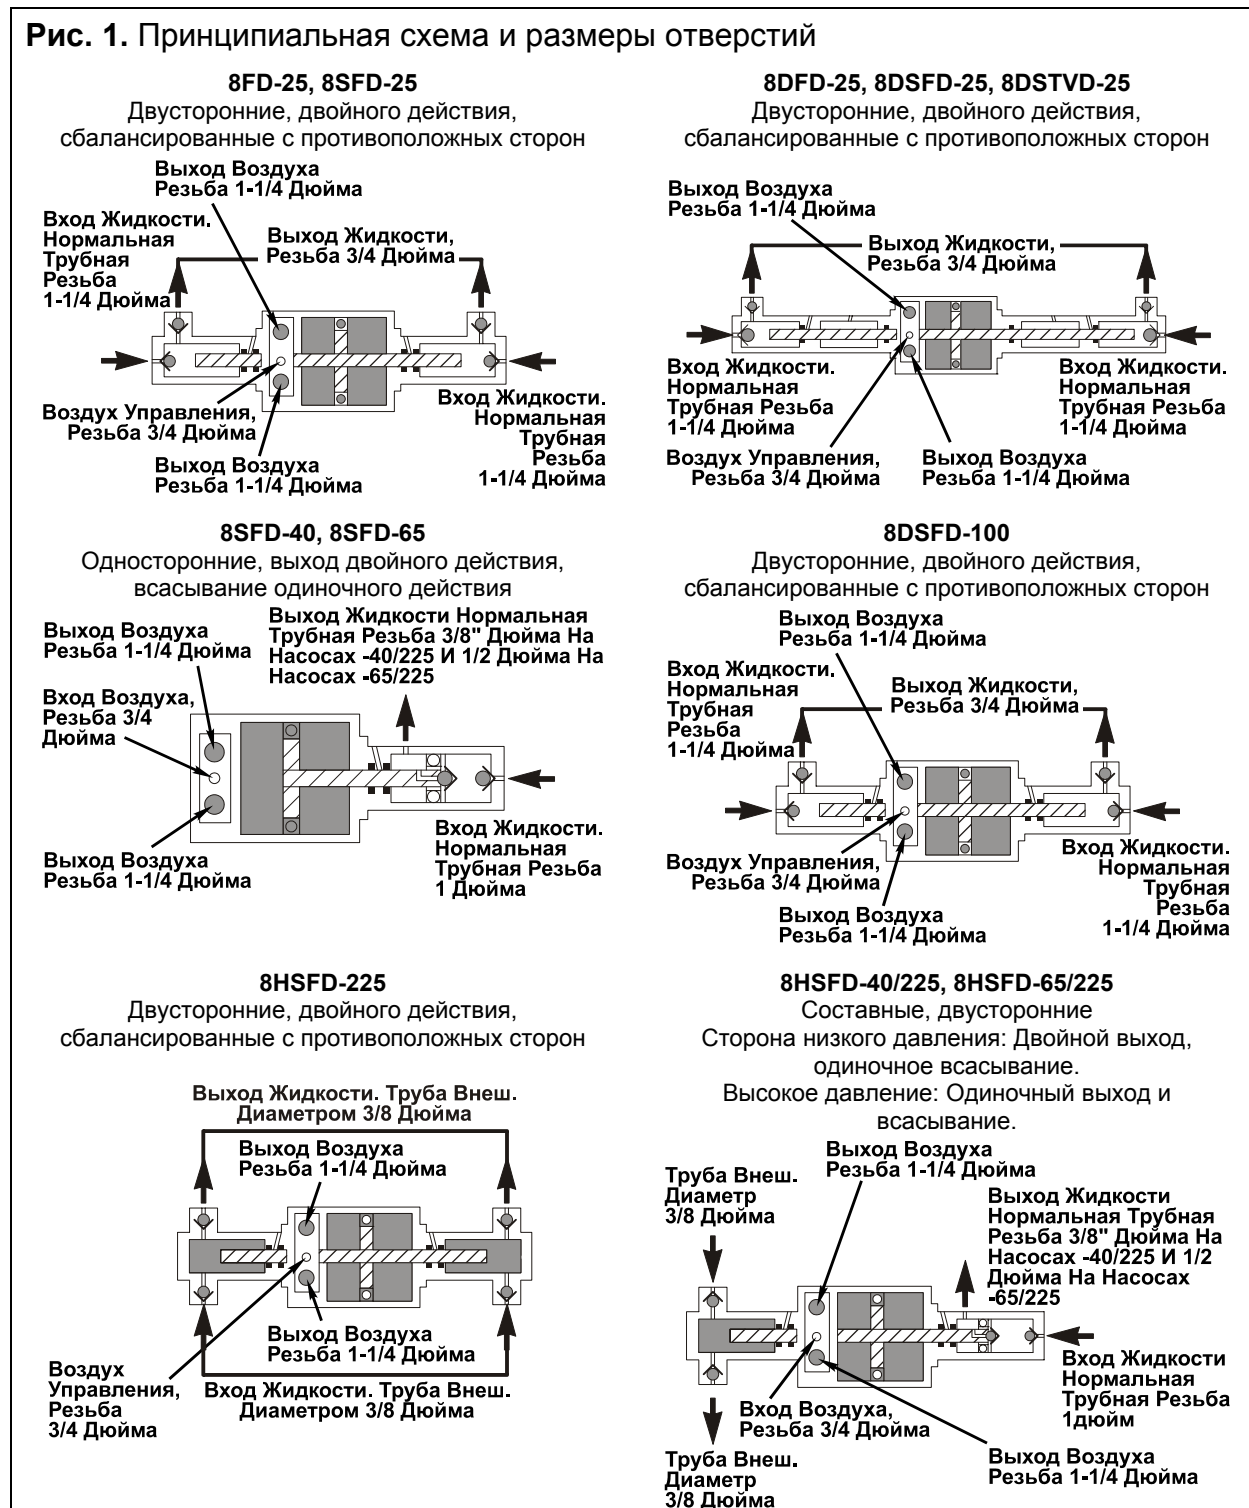 Рис. 1. Принципиальная схема и размеры отверстий
8FD-25, 8SFD-25
Двусторонние, двойного действия,
сбалансированные с противоположных сторон
Выход Воздуха
Резьба 1-1/4 Дюйма
Вход Жидкости.
Нормальная
Трубная
Резьба
1-1/4 Дюйма
Выход Жидкости,
Резьба 3/4 Дюйма
Воздух Управления,
Резьба 3/4 Дюйма
Выход Воздуха
Резьба 1-1/4 Дюйма
Вход Жидкости.
Нормальная
Трубная
Резьба
1-1/4 Дюйма
8DFD-25, 8DSFD-25, 8DSTVD-25
Двусторонние, двойного действия,
сбалансированные с противоположных сторон
Выход Воздуха
Резьба 1-1/4 Дюйма
Выход Жидкости,
Резьба 3/4 Дюйма
Вход Жидкости.
Нормальная
Трубная Резьба
1-1/4 Дюйма
Вход Жидкости.
Нормальная
Трубная Резьба
1-1/4 Дюйма
Воздух Управления,
Резьба 3/4 Дюйма
Выход Воздуха
Резьба 1-1/4 Дюйма
8SFD-40, 8SFD-65
Односторонние, выход двойного действия,
всасывание одиночного действия
Выход Воздуха
Резьба 1-1/4 Дюйма
Выход Жидкости Нормальная
Трубная Резьба 3/8" Дюйма На
Насосах -40/225 И 1/2 Дюйма На
Насосах -65/225
Вход Воздуха,
Резьба 3/4
Дюйма
Выход Воздуха
Резьба 1-1/4 Дюйма
Вход Жидкости.
Нормальная
Трубная Резьба
1 Дюйма
8DSFD-100
Двусторонние, двойного действия,
сбалансированные с противоположных сторон
Выход Воздуха
Резьба 1-1/4 Дюйма
Вход Жидкости.
Нормальная
Трубная
Резьба
1-1/4 Дюйма
Выход Жидкости,
Резьба 3/4 Дюйма
Воздух Управления,
Резьба 3/4 Дюйма
Выход Воздуха
Резьба 1-1/4 Дюйма
Вход Жидкости.
Нормальная
Трубная
Резьба
1-1/4 Дюйма
8HSFD-225
Двусторонние, двойного действия,
сбалансированные с противоположных сторон
Выход Жидкости. Труба Внеш.
Диаметром 3/8 Дюйма
Выход Воздуха
Резьба 1-1/4 Дюйма
Выход Воздуха
Резьба 1-1/4 Дюйма
Воздух
Управления,
Резьба
3/4 Дюйма
Вход Жидкости. Труба Внеш.
Диаметром 3/8 Дюйма
8HSFD-40/225, 8HSFD-65/225
Составные, двусторонние
Сторона низкого давления: Двойной выход,
одиночное всасывание.
Высокое давление: Одиночный выход и
всасывание.
Выход Воздуха
Резьба 1-1/4 Дюйма
Труба Внеш.
Диаметр
3/8 Дюйма
Выход Жидкости
Нормальная Трубная
Резьба 3/8" Дюйма На
Насосах -40/225 И 1/2
Дюйма На Насосах
-65/225
Вход Жидкости
Нормальная
Трубная Резьба
1дюйм
Вход Воздуха,
Резьба 3/4 Дюйма
Выход Воздуха
Резьба 1-1/4 Дюйма
Труба Внеш.
Диаметр
3/8 Дюйма